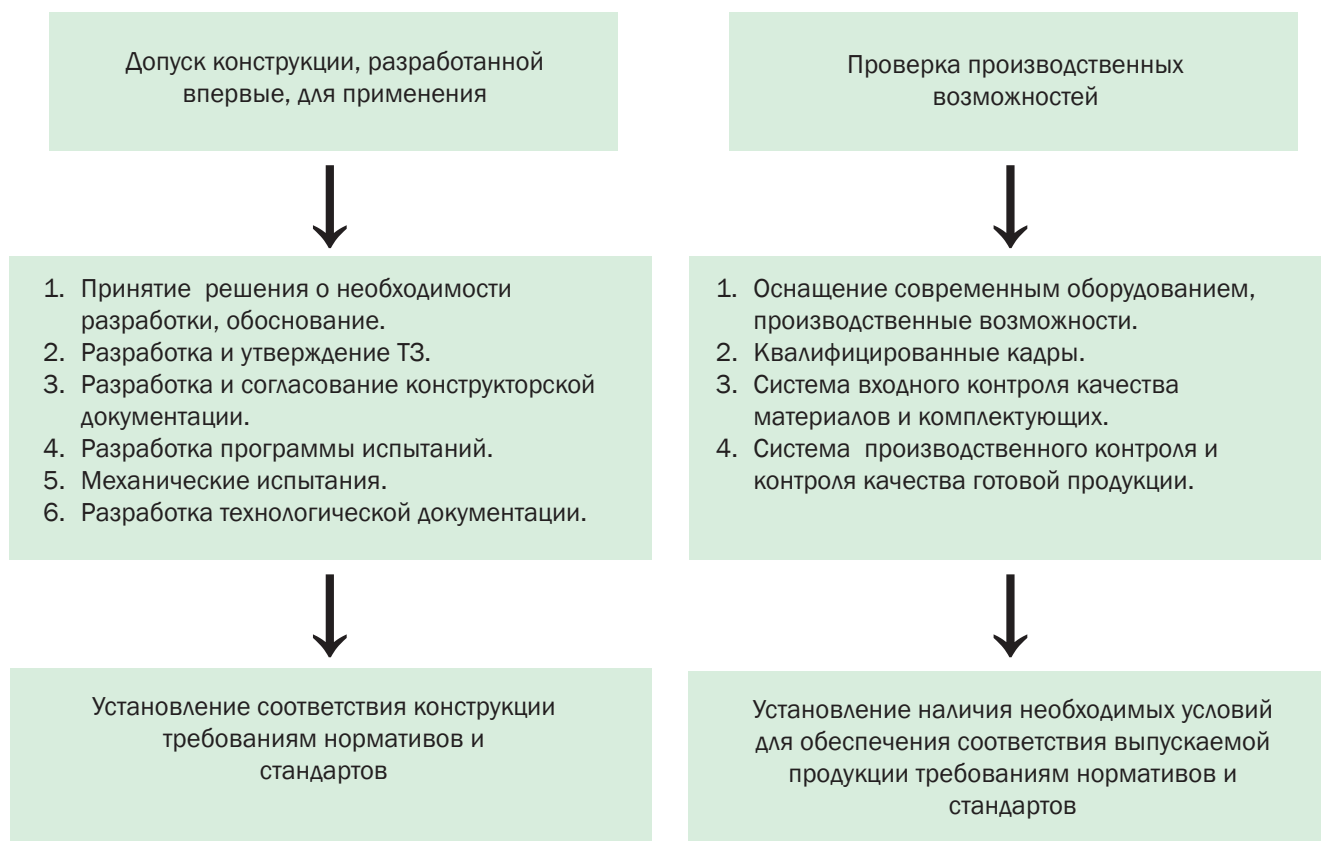 Допуск конструкции, разработанной
впервые, для применения
1. Принятие решения о необходимости
разработки, обоснование.
2. Разработка и утверждение ТЗ.
3. Разработка и согласование конструкторской
документации.
4. Разработка программы испытаний.
5. Механические испытания.
6. Разработка технологической документации.
Установление соответствия конструкции
требованиям нормативов и
стандартов
Проверка производственных
возможностей
1. Оснащение современным оборудованием,
производственные возможности.
2. Квалифицированные кадры.
3. Система входного контроля качества
материалов и комплектующих.
4. Система производственного контроля и
контроля качества готовой продукции.
Установление наличия необходимых условий
для обеспечения соответствия выпускаемой
продукции требованиям нормативов и
стандартов